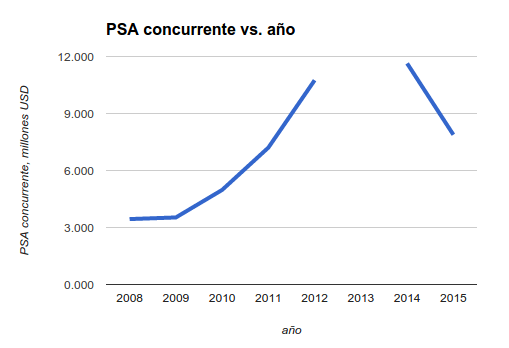 PSA concurrente vs. año
PSA concurrente, millones USD
12.000
9.000
6.000
3.000
0.000
2008 2009 2010 2011 2012 2013 2014 2015
año